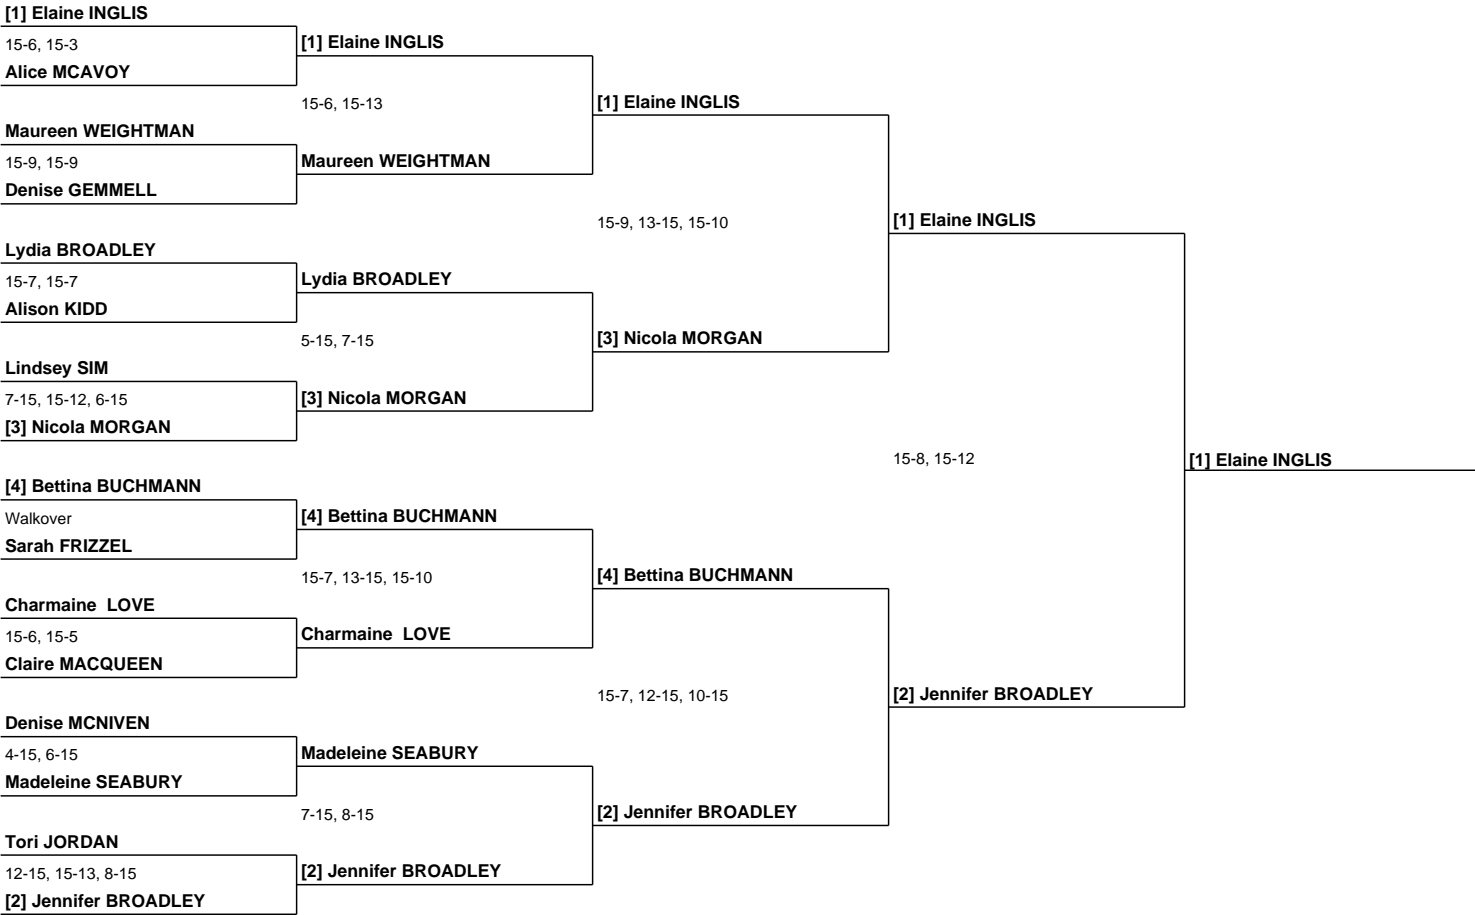 [1] Elaine INGLIS
15-6, 15-3
Alice MCAVOY
Maureen WEIGHTMAN
15-9, 15-9
Denise GEMMELL
Lydia BROADLEY
15-7, 15-7
Alison KIDD
Lindsey SIM
7-15, 15-12, 6-15
[3] Nicola MORGAN
[4] Bettina BUCHMANN
Walkover
Sarah FRIZZEL
Charmaine  LOVE
15-6, 15-5
Claire MACQUEEN
Denise MCNIVEN
4-15, 6-15
Madeleine SEABURY
Tori JORDAN
12-15, 15-13, 8-15
[2] Jennifer BROADLEY
[1] Elaine INGLIS
15-6, 15-13
Maureen WEIGHTMAN
Lydia BROADLEY
5-15, 7-15
[3] Nicola MORGAN
[4] Bettina BUCHMANN
15-7, 13-15, 15-10
Charmaine  LOVE
Madeleine SEABURY
7-15, 8-15
[2] Jennifer BROADLEY
[1] Elaine INGLIS
15-9, 13-15, 15-10
[3] Nicola MORGAN
[4] Bettina BUCHMANN
15-7, 12-15, 10-15
[2] Jennifer BROADLEY
[1] Elaine INGLIS
15-8, 15-12
[2] Jennifer BROADLEY
[1] Elaine INGLIS